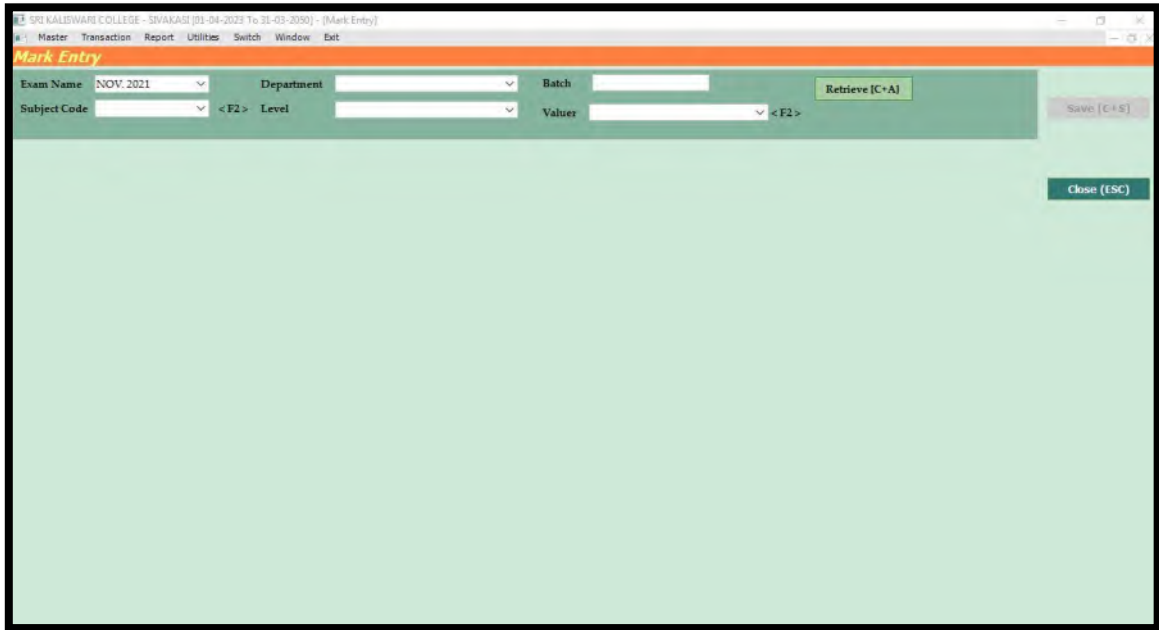 SRI KALISWARI COLLEGE - SIVAKASI [01-04-2023 To 31-03-2050] - [Mark Entry]
Master Transaction Report Utilities Switch Window Exit
Mark Entry
Exam Name NOV. 2021 Department Batch Retrieve [C+A]
Subject Code < F2 > Level Valuer < F2 > Save [C+S]
Close (ESC)